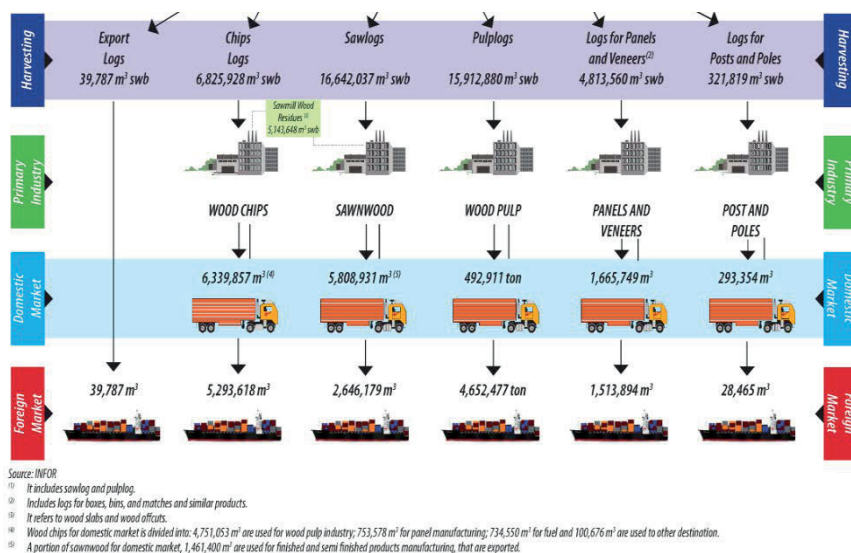 Harvesting
Export Logs 39,787 m³ swb
Chips Logs 6,825,928 m³ swb
Sawlogs 16,642,037 m³ swb
Pulplogs 15,912,880 m³ swb
Logs for Panels and Veneers(2) 4,813,560 m³ swb
Logs for Posts and Poles 321,819 m³ swb
Harvesting
Sawmill Wood
Residues (3)
5,143,648 m³ swb
Primary Industry
WOOD CHIPS
SAWNWOOD
WOOD PULP
PANELS AND VENEERS
POST AND POLES
Primary Industry
Domestic Market
6,339,857 m³ (4)
5,808,931 m³ (5)
492,911 ton
1,665,749 m³
293,354 m³
Domestic Market
Foreign Market
39,787 m³
5,293,618 m³
2,646,179 m³
4,652,477 ton
1,513,894 m³
28,465 m³
Foreign Market
Source: INFOR
(1) It includes sawlog and pulplog.
(2) Includes logs for boxes, bins, and matches and similar products.
(3) It refers to wood slabs and wood offcuts.
(4) Wood chips for domestic market is divided into: 4,751,053 m³ are used for wood pulp industry; 753,578 m³ for panel manufacturing; 734,550 m³ for fuel and 100,676 m³ are used to other destination.
(5) A portion of sawnwood for domestic market, 1,461,400 m³ are used for finished and semi finished products manufacturing, that are exported.